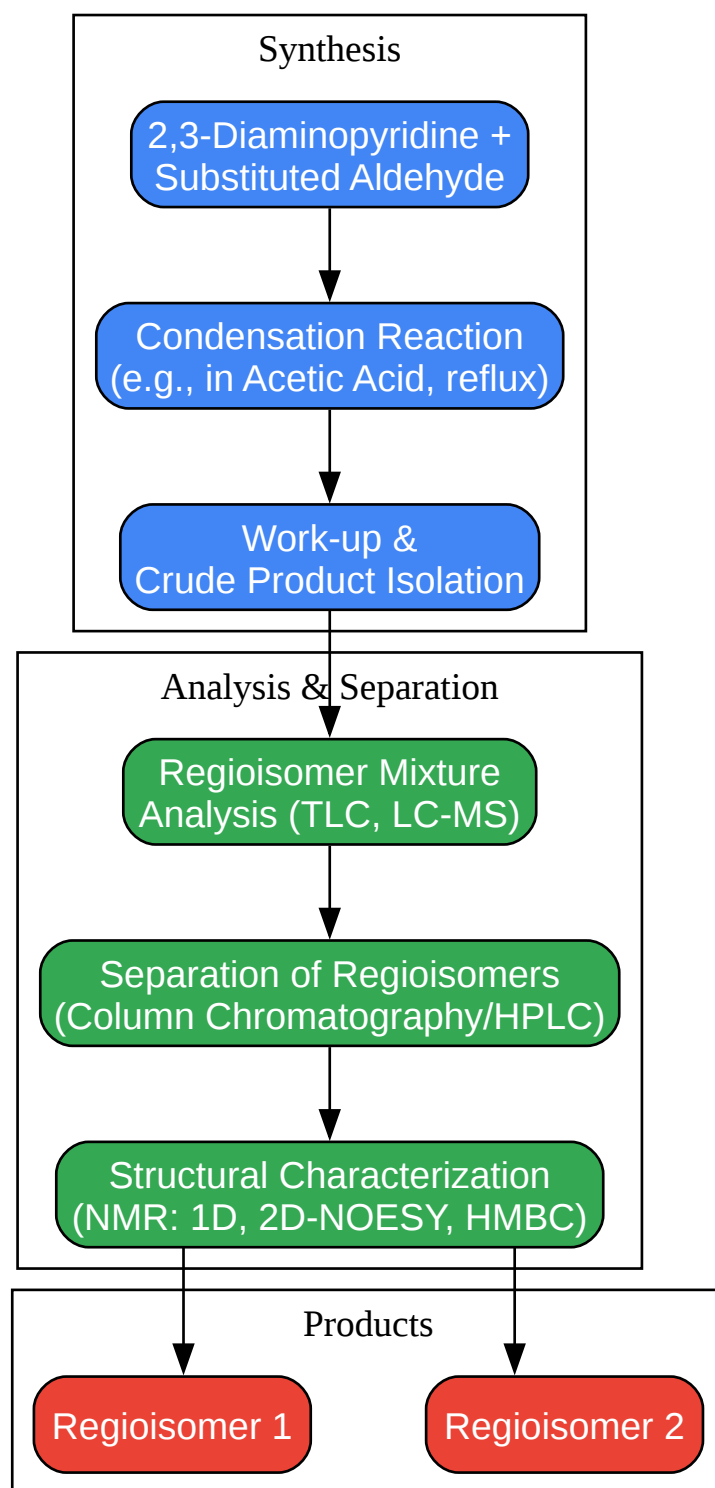 Synthesis
2,3-Diaminopyridine +
Substituted Aldehyde
Condensation Reaction
(e.g., in Acetic Acid, reflux)
Work-up &
Crude Product Isolation
Analysis & Separation
Regioisomer Mixture
Analysis (TLC, LC-MS)
Separation of Regioisomers
(Column Chromatography/HPLC)
Structural Characterization
(NMR: 1D, 2D-NOESY, HMBC)
Products
Regioisomer 1
Regioisomer 2